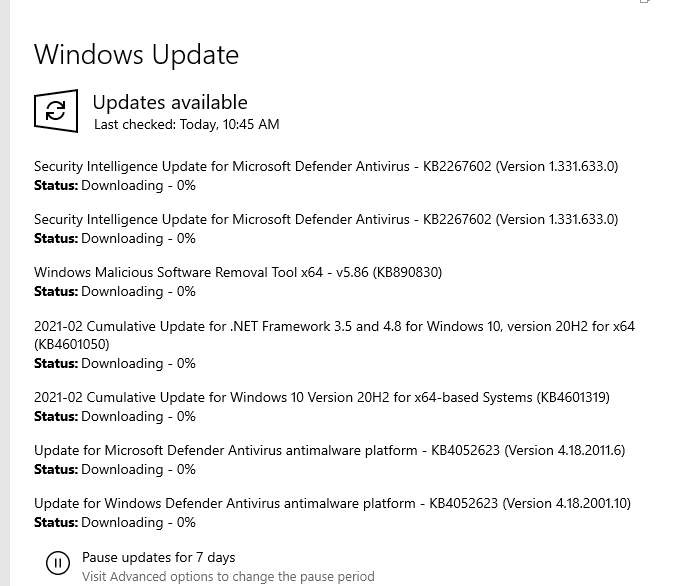 Windows Update
Updates available
Last checked: Today, 10:45 AM
Security Intelligence Update for Microsoft Defender Antivirus - KB2267602 (Version 1.331.633.0)
Status: Downloading - 0%
Security Intelligence Update for Microsoft Defender Antivirus - KB2267602 (Version 1.331.633.0)
Status: Downloading - 0%
Windows Malicious Software Removal Tool x64 - v5.86 (KB890830)
Status: Downloading - 0%
2021-02 Cumulative Update for .NET Framework 3.5 and 4.8 for Windows 10, version 20H2 for x64
(KB4601050)
Status: Downloading - 0%
2021-02 Cumulative Update for Windows 10 Version 20H2 for x64-based Systems (KB4601319)
Status: Downloading - 0%
Update for Microsoft Defender Antivirus antimalware platform - KB4052623 (Version 4.18.2011.6)
Status: Downloading - 0%
Update for Windows Defender Antivirus antimalware platform - KB4052623 (Version 4.18.2001.10)
Status: Downloading - 0%
Pause updates for 7 days
Visit Advanced options to change the pause period